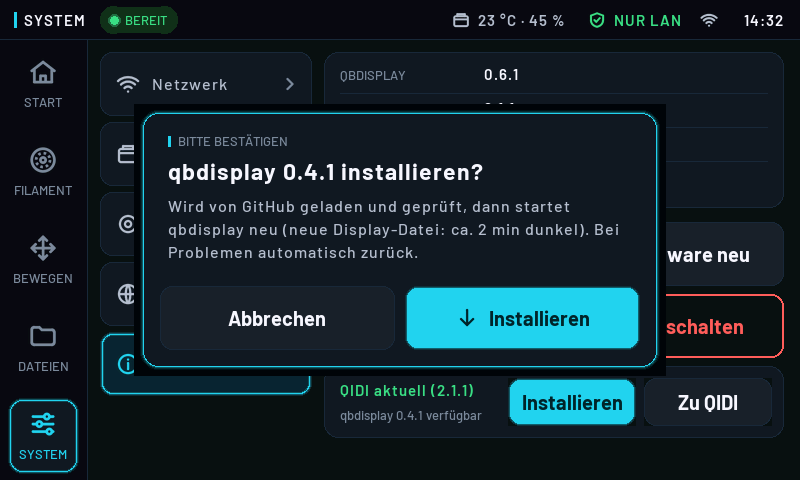 SYSTEM
BEREIT
23 °C · 45 %
NUR LAN
14:32
START
FILAMENT
BEWEGEN
DATEIEN
SYSTEM
Netzwerk
QBDISPLAY
0.6.1
BITTE BESTÄTIGEN
qbdisplay 0.4.1 installieren?
Wird von GitHub geladen und geprüft, dann startet
qbdisplay neu (neue Display-Datei: ca. 2 min dunkel). Bei
Problemen automatisch zurück.
Abbrechen
Installieren
ware neu
schalten
QIDI aktuell (2.1.1)
qbdisplay 0.4.1 verfügbar
Installieren
Zu QIDI